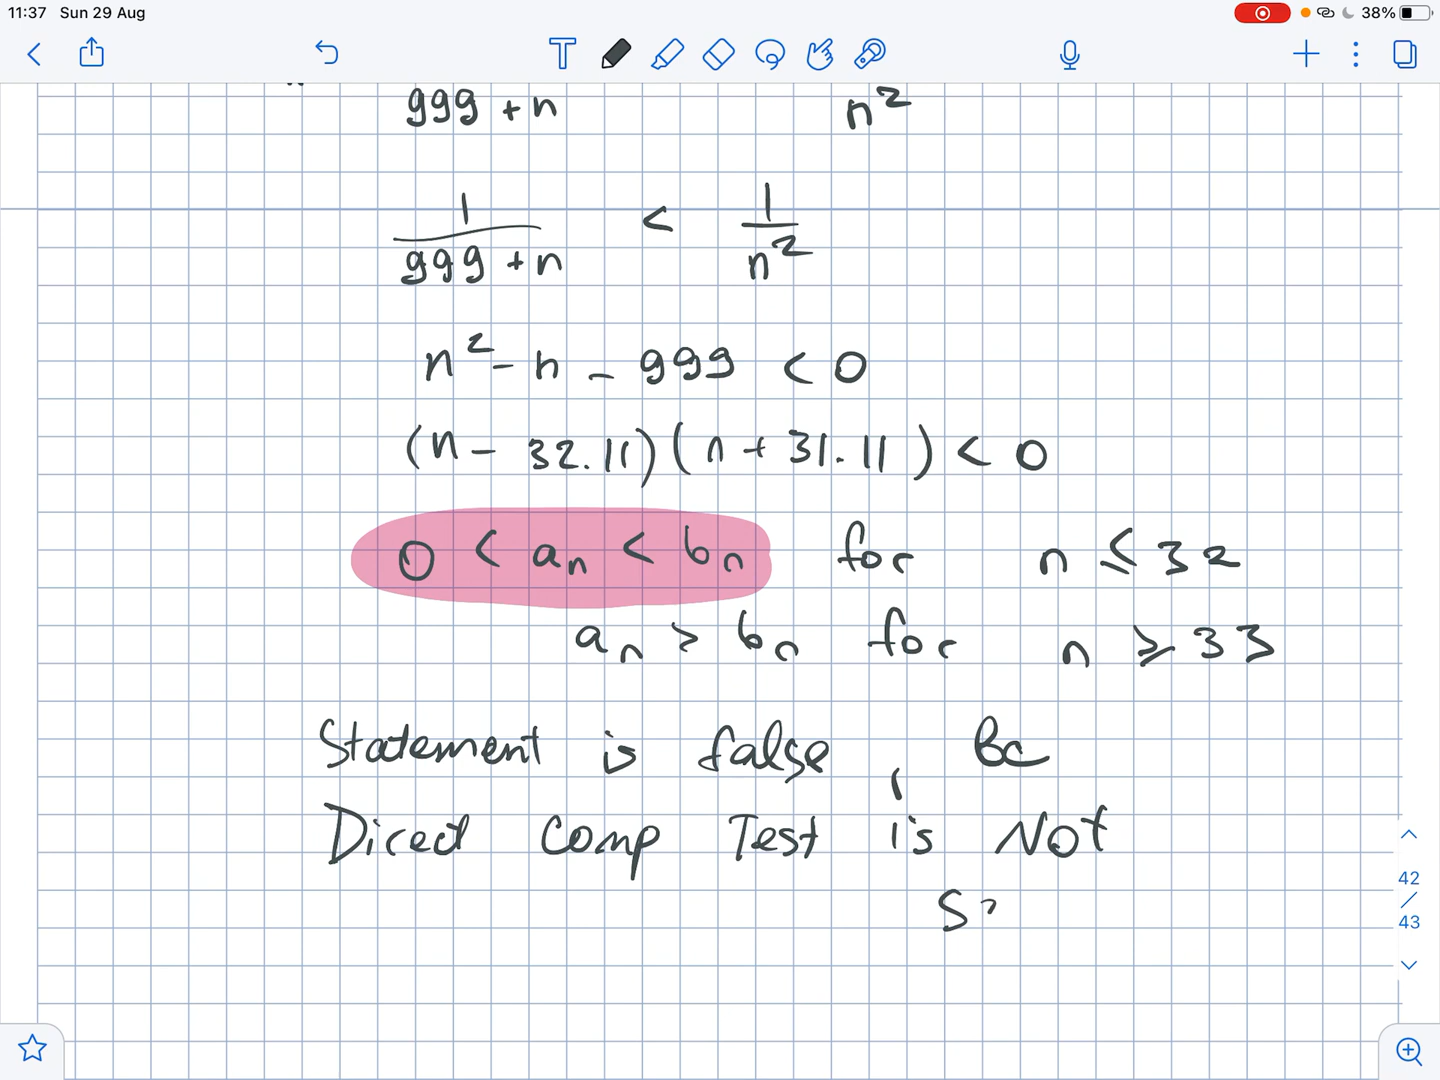 11:37 Sun 29 Aug 38%
T
999 + n n²
1/(999 + n) < 1/n²
n² - n - 999 < 0
(n - 32.11)(n + 31.11) < 0
0 < aₙ < bₙ for n ≤ 32
aₙ > bₙ for n ≥ 33
Statement is false, BC
Direct Comp Test is Not
42
/
43